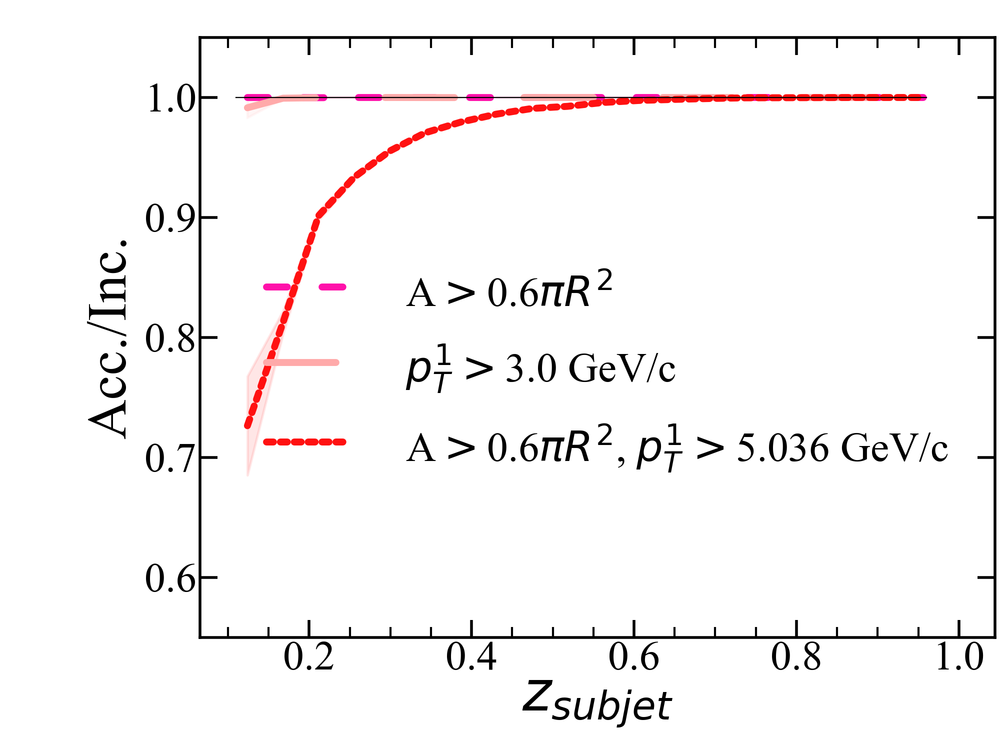 1.0
0.9
0.8
0.7
0.6
Acc./Inc.
A > 0.6πR²
p_T^1 > 3.0 GeV/c
A > 0.6πR², p_T^1 > 5.036 GeV/c
0.2 0.4 0.6 0.8 1.0
z_subjet